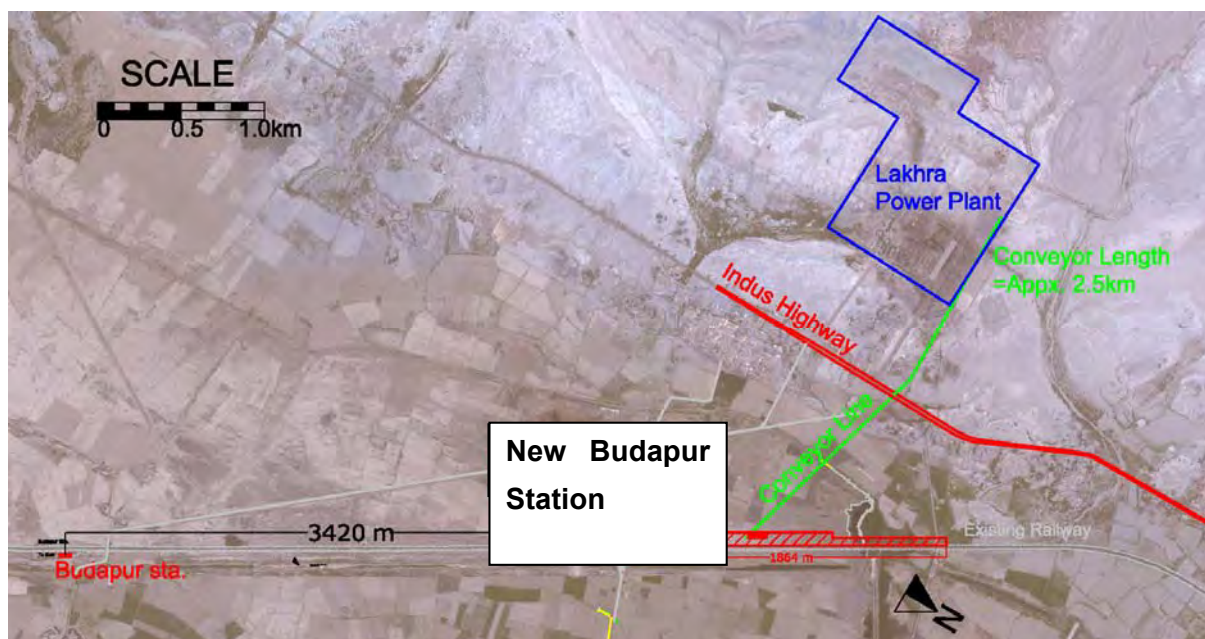 SCALE
0 0.5 1.0km
Lakhra
Power Plant
Conveyor Length
=Appx. 2.5km
Indus Highway
Conveyor Line
New Budapur
Station
3420 m
Existing Railway
1864 m
Budapur sta.
N